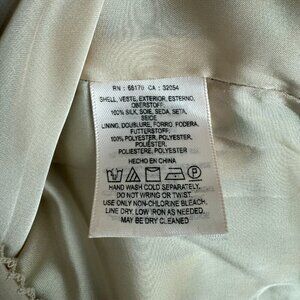 RN : 66170 CA : 32054
SHELL, VESTE, EXTERIOR, ESTERNO,
OBERSTOFF:
100% SILK, SOIE, SEDA, SETA,
SEIDE
LINING, DOUBLURE, FORRO, FODERA,
FUTTERSTOFF:
100% POLYESTER, POLYESTER,
POLIÉSTER,
POLIESTERE, POLYESTER
HECHO EN CHINA
HAND WASH COLD SEPARATELY.
DO NOT WRING OR TWIST.
USE ONLY NON-CHLORINE BLEACH.
LINE DRY, LOW IRON AS NEEDED.
MAY BE DRY CLEANED